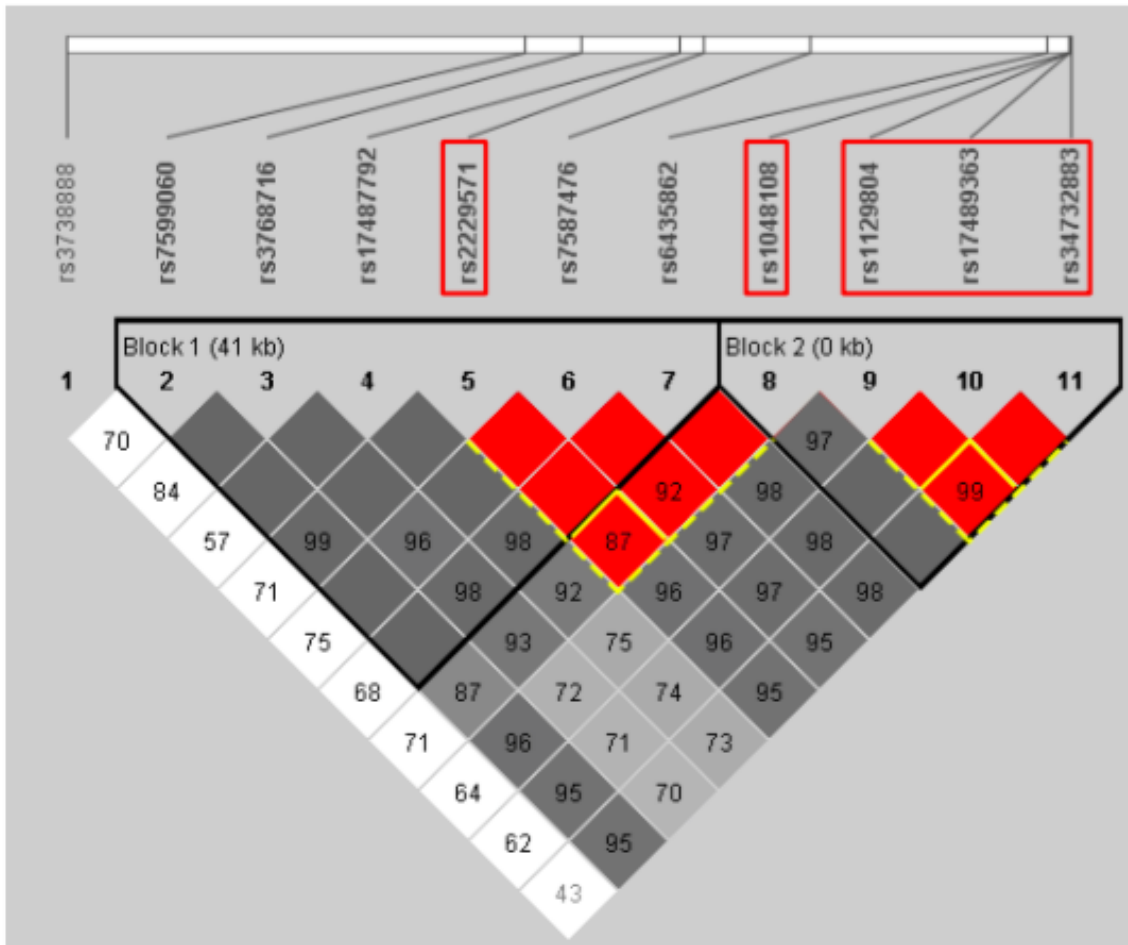 rs3738888
rs7599060
rs3768716
rs17487792
rs22229571
rs7587476
rs6435862
rs1048108
rs1129804
rs17489363
rs34732883
Block 1 (41 kb) Block 2 (0 kb)
1 2 3 4 5 6 7 8 9 10 11
70 97
84 92 98 99
57 99 96 98 87 97 98
71 98 92 96 97 98
75 93 75 96 95
68 87 72 74 95
71 96 71 73
64 95 70
62 95
43